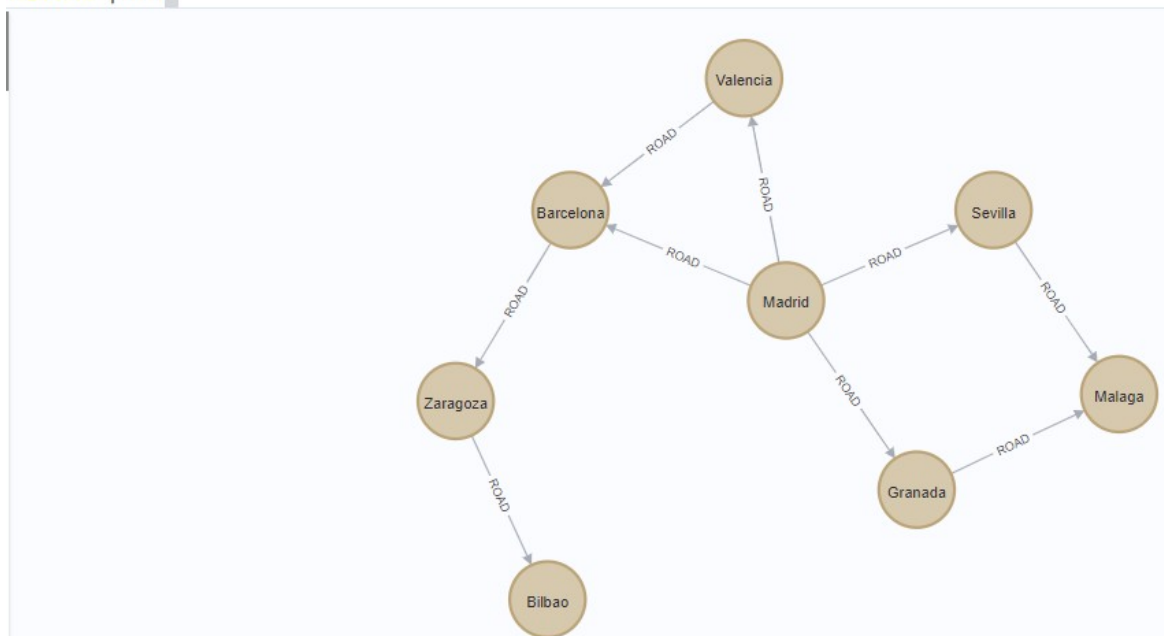 Valencia
ROAD
ROAD
Barcelona
Sevilla
ROAD
ROAD
Madrid
ROAD
ROAD
ROAD
Zaragoza
Malaga
ROAD
ROAD
Granada
Bilbao